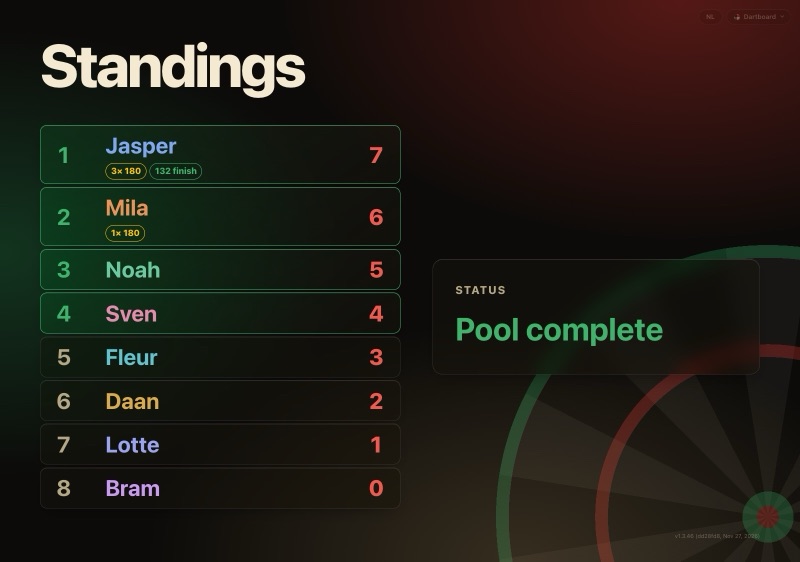 NL
Dartboard
Standings
1 Jasper 7
3× 180 132 finish
2 Mila 6
1× 180
3 Noah 5
4 Sven 4
5 Fleur 3
6 Daan 2
7 Lotte 1
8 Bram 0
STATUS
Pool complete